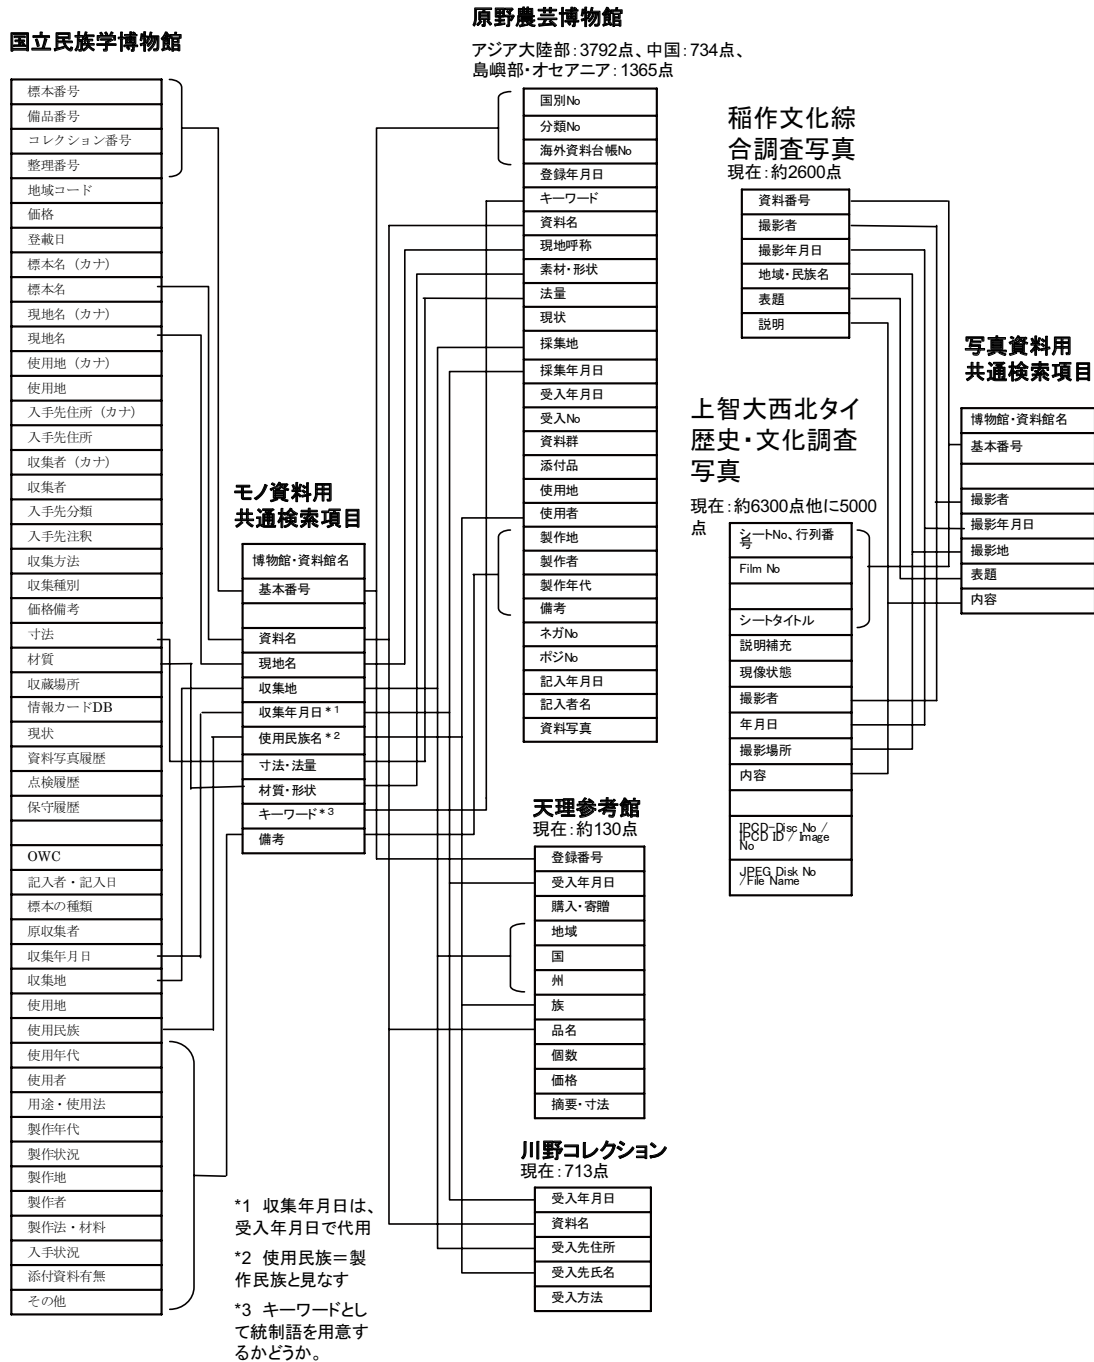 国立民族学博物館
標本番号
備品番号
コレクション番号
整理番号
地域コード
価格
登載日
標本名（カナ）
標本名
現地名（カナ）
現地名
使用地（カナ）
使用地
入手先住所（カナ）
入手先住所
収集者（カナ）
収集者
入手先分類
入手先注釈
収集方法
収集種別
価格備考
寸法
材質
収蔵場所
情報カードDB
現状
資料写真履歴
点検履歴
保守履歴
OWC
記入者・記入日
標本の種類
原収集者
収集年月日
収集地
使用地
使用民族
使用年代
使用者
用途・使用法
製作年代
製作状況
製作地
製作者
製作法・材料
入手状況
添付資料有無
その他
モノ資料用
共通検索項目
博物館・資料館名
基本番号
資料名
現地名
収集地
収集年月日*1
使用民族名*2
寸法・法量
材質・形状
キーワード*3
備考
*1 収集年月日は、
受入年月日で代用
*2 使用民族＝製
作民族と見なす
*3 キーワードとし
て統制語を用意す
るかどうか。
原野農芸博物館
アジア大陸部：3792点、中国：734点、
島嶼部・オセアニア：1365点
国別No
分類No
海外資料台帳No
登録年月日
キーワード
資料名
現地呼称
素材・形状
法量
現状
採集地
採集年月日
受入年月日
受入No
資料群
添付品
使用地
使用者
製作地
製作者
製作年代
備考
ネガNo
ポジNo
記入年月日
記入者名
資料写真
天理参考館
現在：約130点
登録番号
受入年月日
購入・寄贈
地域
国
州
族
品名
個数
価格
摘要・寸法
川野コレクション
現在：713点
受入年月日
資料名
受入先住所
受入先氏名
受入方法
稲作文化綜
合調査写真
現在：約2600点
資料番号
撮影者
撮影年月日
地域・民族名
表題
説明
上智大西北タイ
歴史・文化調査
写真
現在：約6300点他に5000
点
シートNo、行列番
号
Film No
シートタイトル
説明補充
現像状態
撮影者
年月日
撮影場所
内容
IPCD-Disc No /
IPCD ID / Image
No
JPEG Disk No
/File Name
写真資料用
共通検索項目
博物館・資料館名
基本番号
撮影者
撮影年月日
撮影地
表題
内容